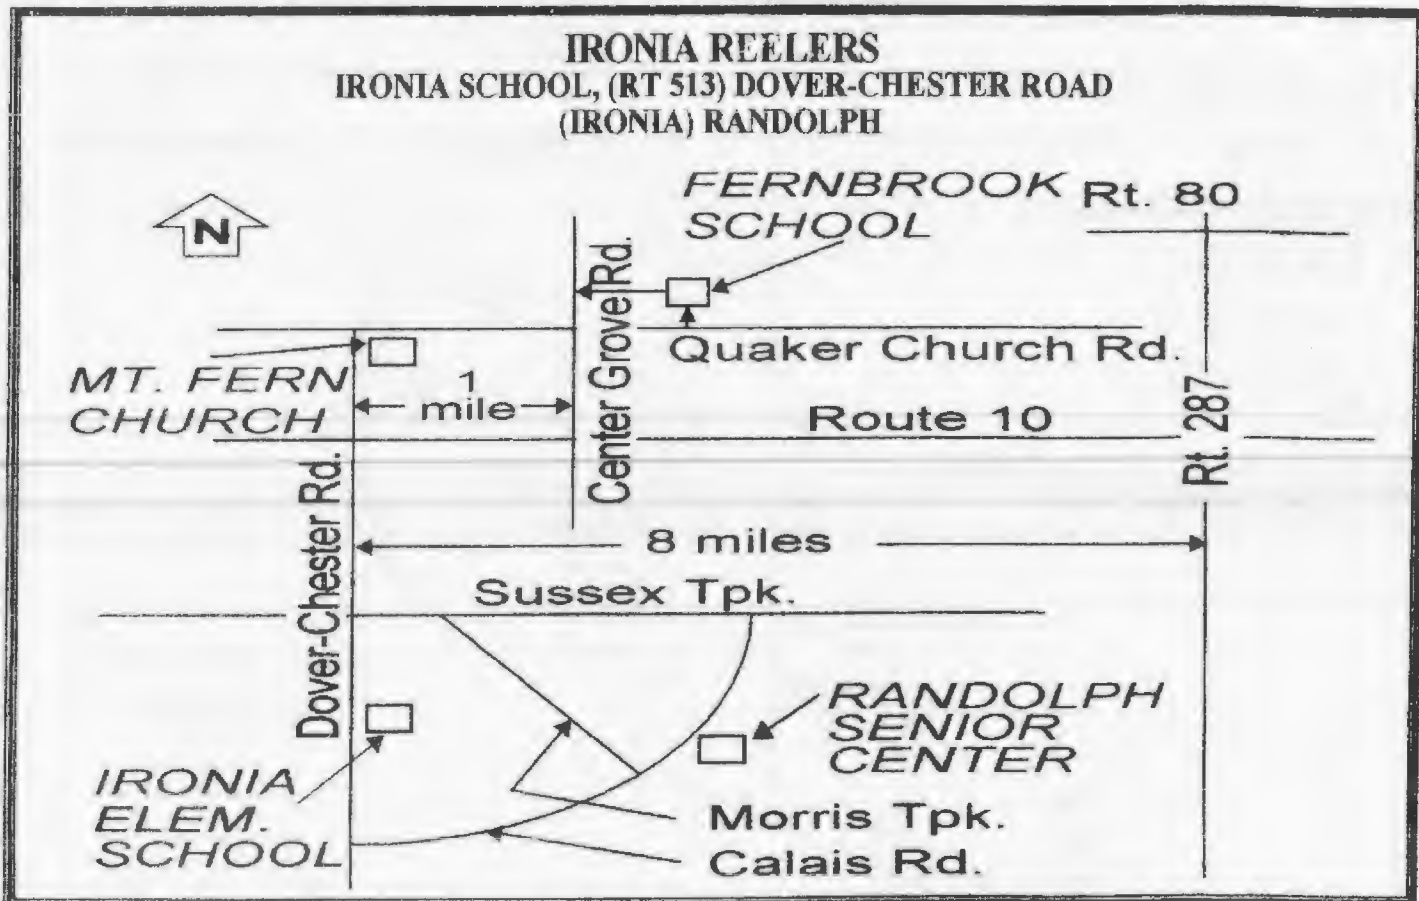 IRONIA REELERS
IRONIA SCHOOL, (RT 513) DOVER-CHESTER ROAD
(IRONIA) RANDOLPH
FERNBROOK
SCHOOL
Rt. 80
N
Center Grove Rd.
Quaker Church Rd.
MT. FERN
CHURCH
1
mile
Route 10
Rt. 287
Dover-Chester Rd.
8 miles
Sussex Tpk.
RANDOLPH
SENIOR
CENTER
IRONIA
ELEM.
SCHOOL
Morris Tpk.
Calais Rd.